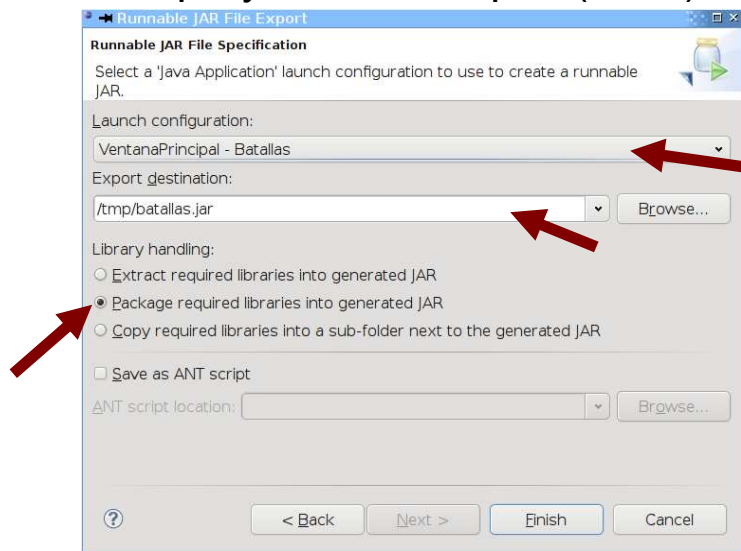 Runnable JAR File Export
Runnable JAR File Specification
Select a 'Java Application' launch configuration to use to create a runnable
JAR.
Launch configuration:
VentanaPrincipal - Batallas
Export destination:
/tmp/batallas.jar
Browse...
Library handling:
Extract required libraries into generated JAR
Package required libraries into generated JAR
Copy required libraries into a sub-folder next to the generated JAR
Save as ANT script
ANT script location:
Browse...
< Back
Next >
Finish
Cancel